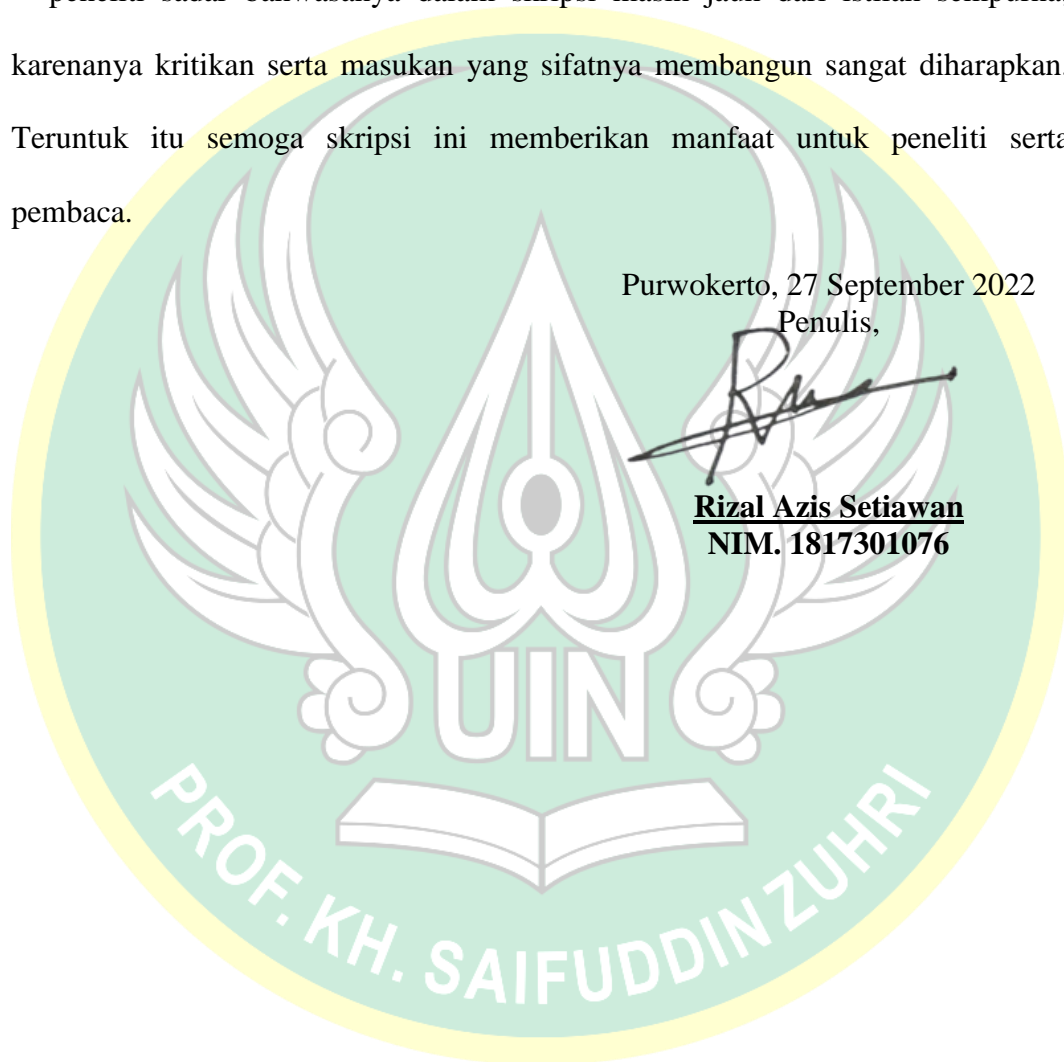 karenanya kritikan serta masukan yang sifatnya membangun sangat diharapkan.
Teruntuk itu semoga skripsi ini memberikan manfaat untuk peneliti serta
pembaca.
Purwokerto, 27 September 2022
Penulis,
Rizal Azis Setiawan
NIM. 1817301076
UIN
PROF. KH. SAIFUDDIN ZUHRI